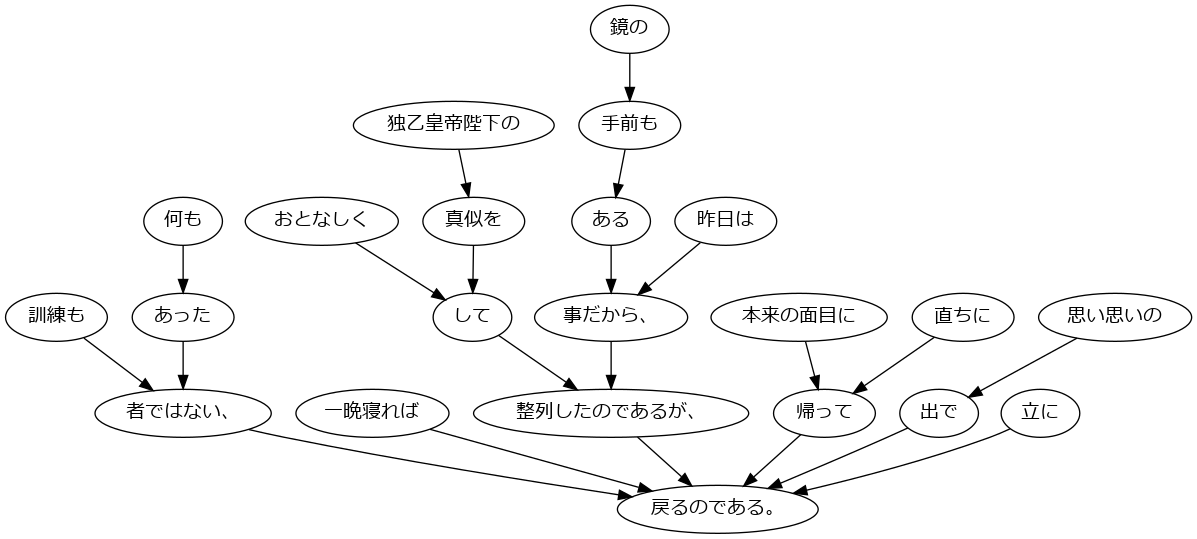 鏡の
独乙皇帝陛下の
手前も
何も
おとなしく
真似を
ある
昨日は
訓練も
あった
して
事だから、
本来の面目に
直ちに
思い思いの
者ではない、
一晩寝れば
整列したのであるが、
帰って
出で
立に
戻るのである。